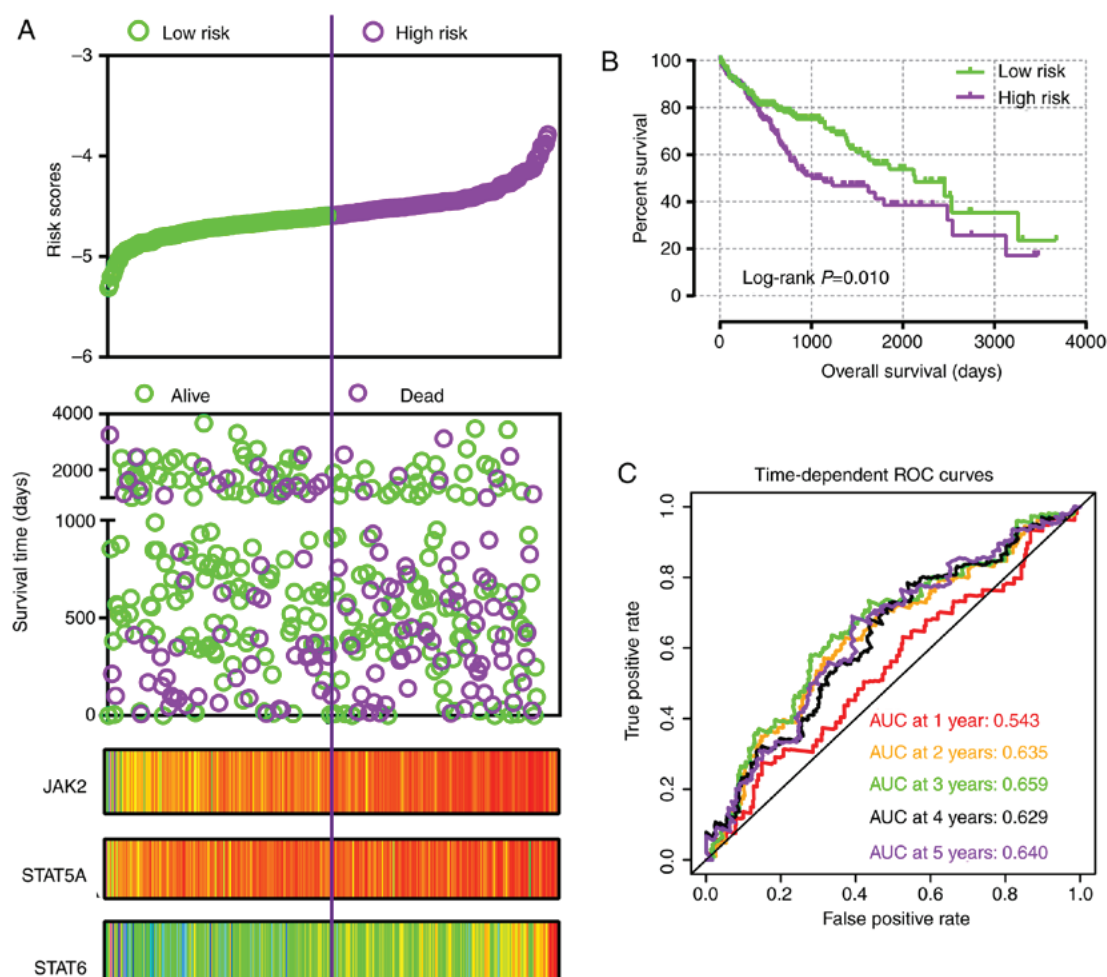 A
Low risk
High risk
−3
−4
−5
−6
Risk scores
Alive
Dead
4000
2000
1000
500
0
Survival time (days)
JAK2
STAT5A
STAT6
B
Low risk
High risk
100
80
60
40
20
0
Percent survival
Log-rank P=0.010
0 1000 2000 3000 4000
Overall survival (days)
C
Time-dependent ROC curves
1.0
0.8
0.6
0.4
0.2
0.0
True positive rate
AUC at 1 year: 0.543
AUC at 2 years: 0.635
AUC at 3 years: 0.659
AUC at 4 years: 0.629
AUC at 5 years: 0.640
0.0 0.2 0.4 0.6 0.8 1.0
False positive rate